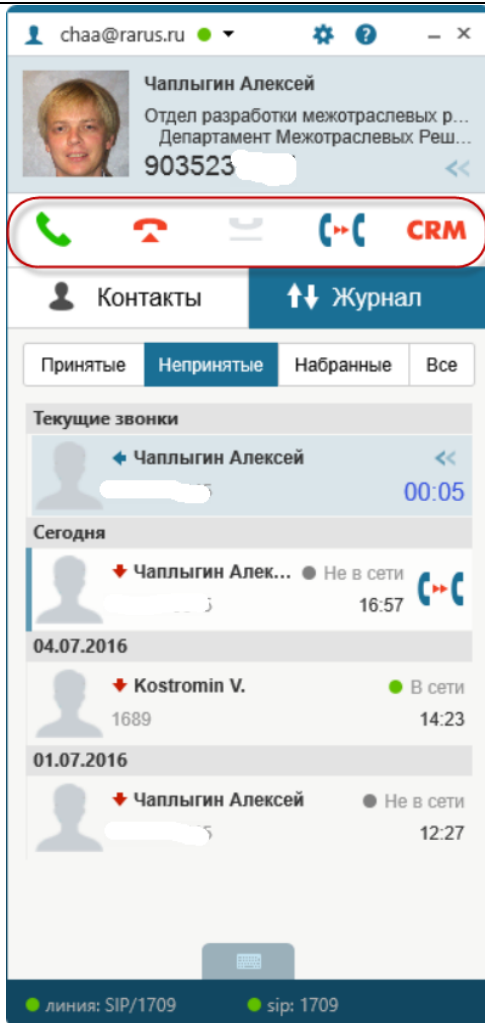 chaa@rarus.ru
Чаплыгин Алексей
Отдел разработки межотраслевых р...
Департамент Межотраслевых Реш...
903523
CRM
Контакты
Журнал
Принятые Непринятые Набранные Все
Текущие звонки
Чаплыгин Алексей
00:05
Сегодня
Чаплыгин Алек... Не в сети
16:57
04.07.2016
Kostromin V. В сети
1689 14:23
01.07.2016
Чаплыгин Алексей Не в сети
12:27
линия: SIP/1709 sip: 1709